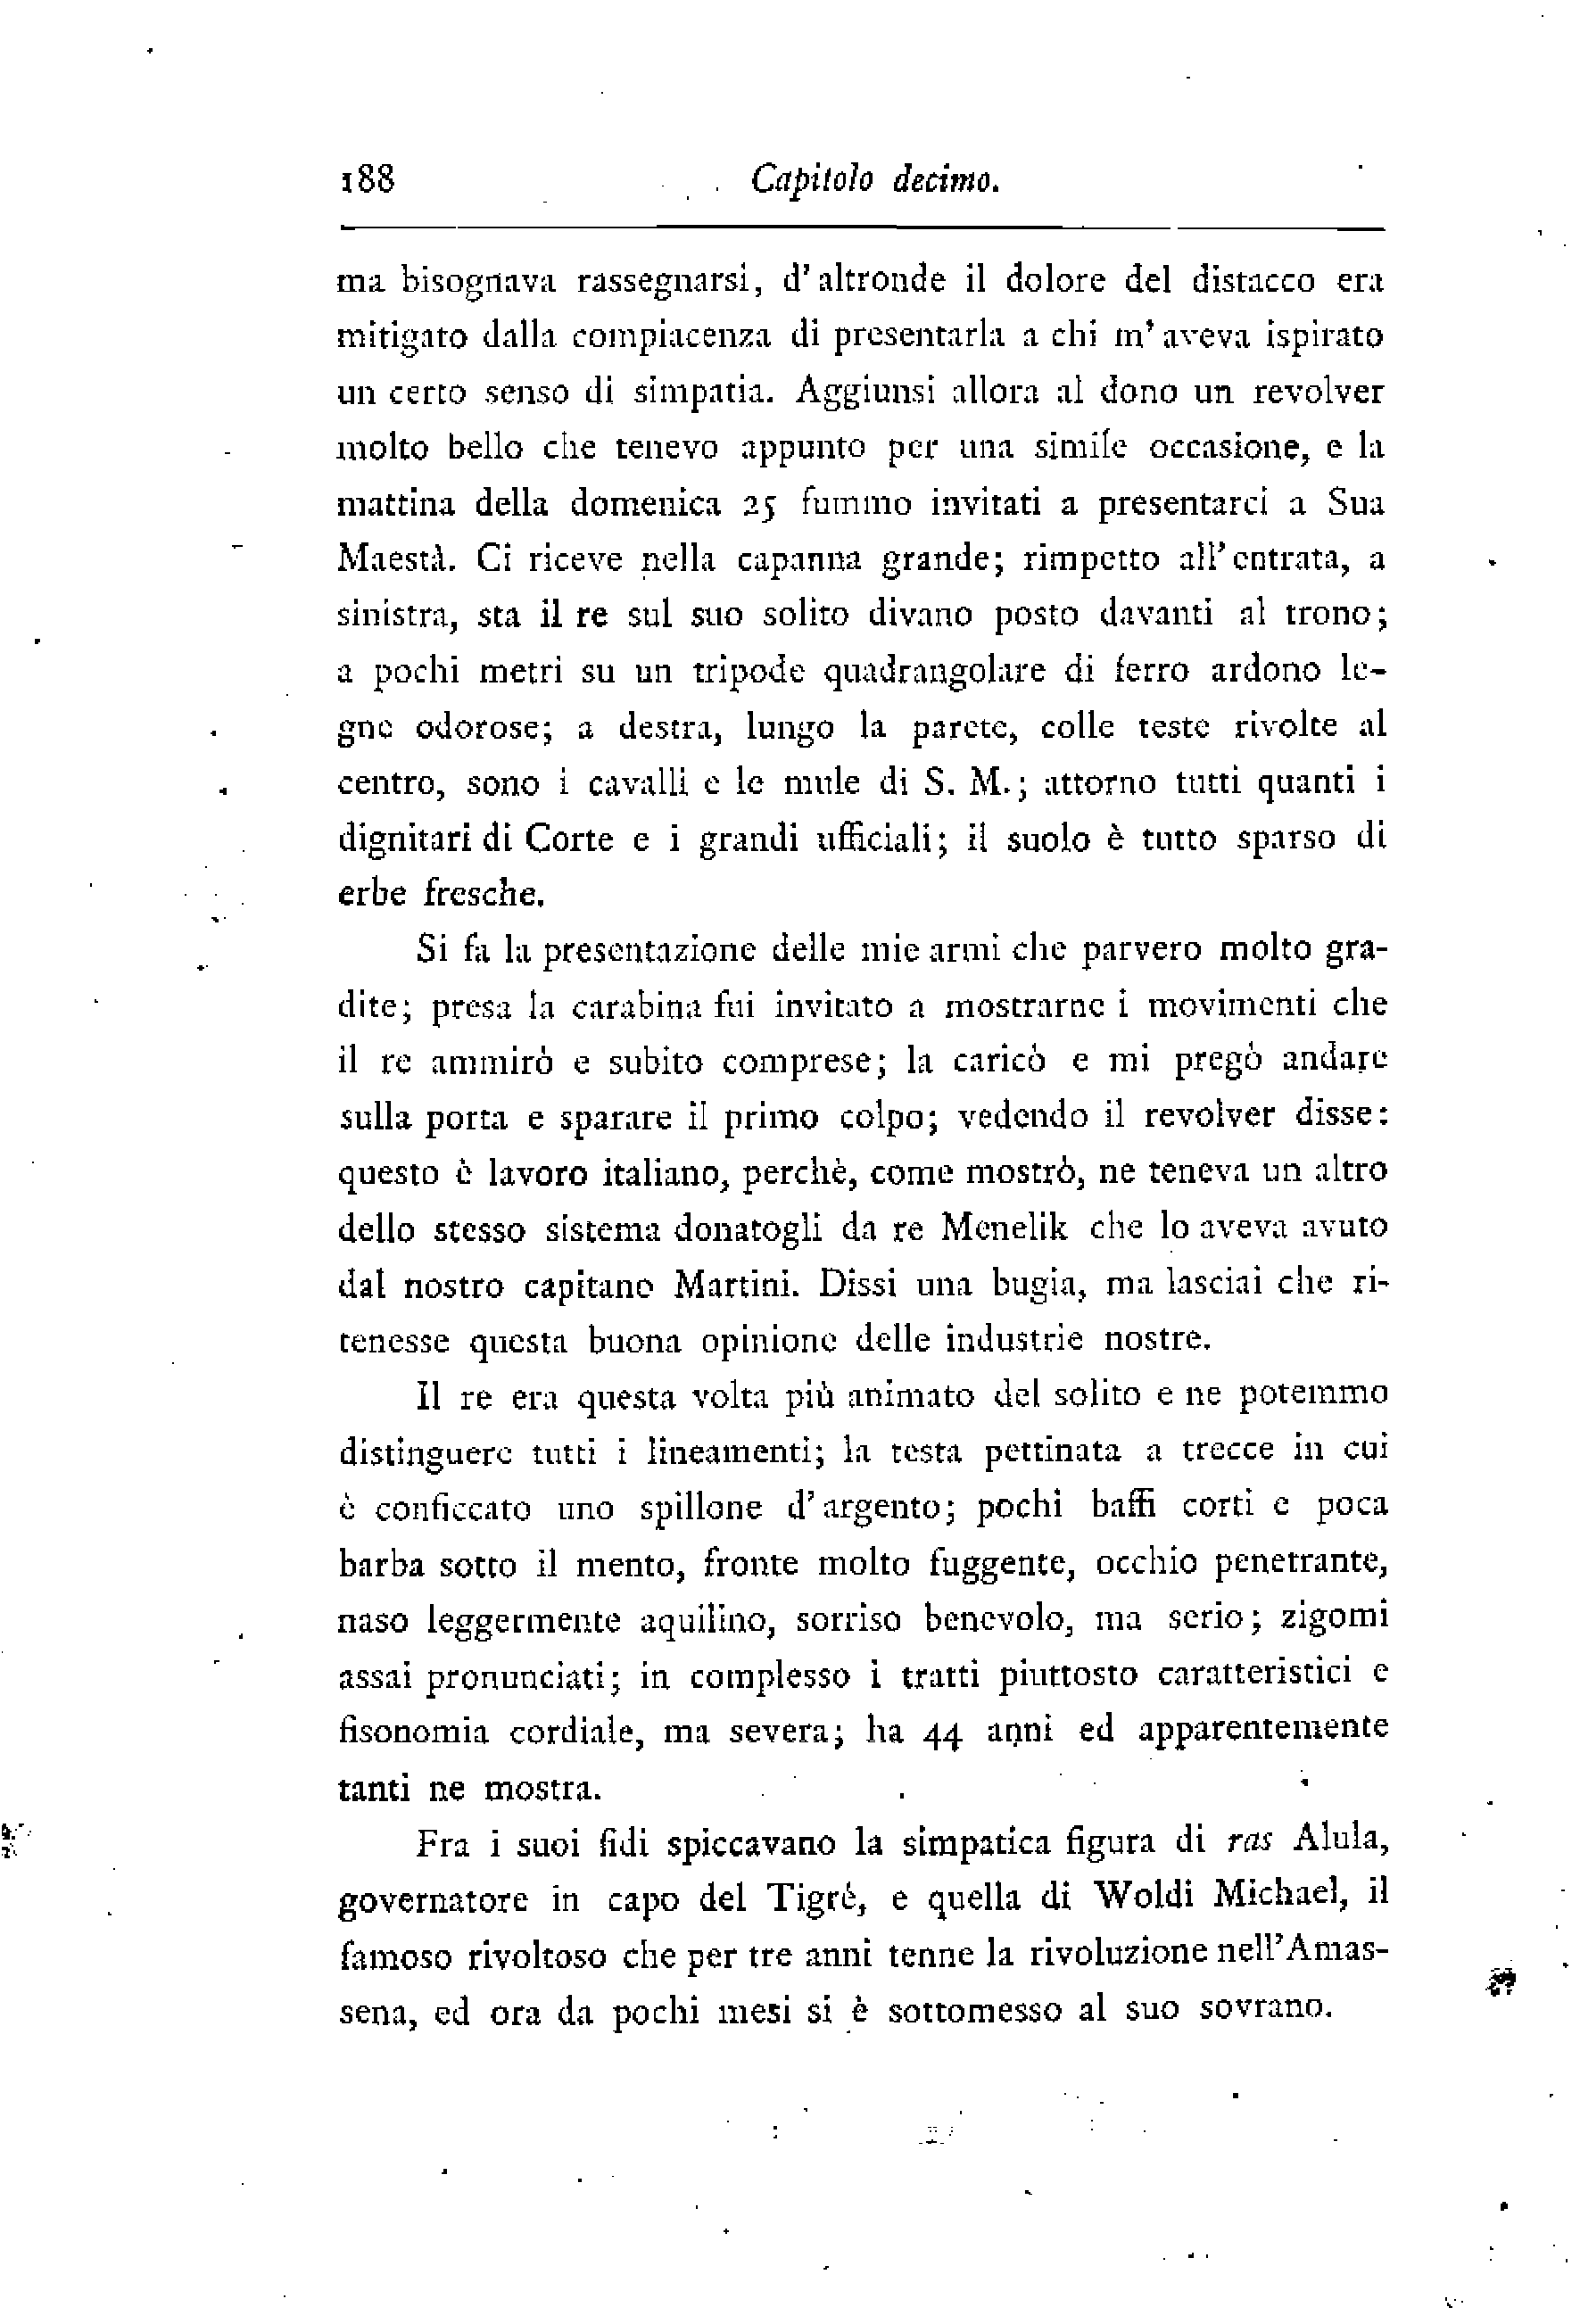 188 Capitolo decimo.
ma bisognava rassegnarsi, d'altronde il dolore del distacco era
mitigato dalla compiacenza di presentarla a chi m'aveva ispirato
un certo senso di simpatia. Aggiunsi allora al dono un revolver
molto bello che tenevo appunto per una simile occasione, e la
mattina della domenica 25 fummo invitati a presentarci a Sua
Maestà. Ci riceve nella capanna grande; rimpetto all'entrata, a
sinistra, sta il re sul suo solito divano posto davanti al trono;
a pochi metri su un tripode quadrangolare di ferro ardono le-
gne odorose; a destra, lungo la parete, colle teste rivolte al
centro, sono i cavalli e le mule di S. M.; attorno tutti quanti i
dignitari di Corte e i grandi ufficiali; il suolo è tutto sparso di
erbe fresche.
Si fa la presentazione delle mie armi che parvero molto gra-
dite; presa la carabina fui invitato a mostrarne i movimenti che
il re ammirò e subito comprese; la caricò e mi pregò andare
sulla porta e sparare il primo colpo; vedendo il revolver disse:
questo è lavoro italiano, perchè, come mostrò, ne teneva un altro
dello stesso sistema donatogli da re Menelik che lo aveva avuto
dal nostro capitano Martini. Dissi una bugia, ma lasciai che ri-
tenesse questa buona opinione delle industrie nostre.
Il re era questa volta più animato del solito e ne potemmo
distinguere tutti i lineamenti; la testa pettinata a trecce in cui
è conficcato uno spillone d'argento; pochi baffi corti e poca
barba sotto il mento, fronte molto fuggente, occhio penetrante,
naso leggermente aquilino, sorriso benevolo, ma serio; zigomi
assai pronunciati; in complesso i tratti piuttosto caratteristici e
fisonomia cordiale, ma severa; ha 44 anni ed apparentemente
tanti ne mostra.
Fra i suoi fidi spiccavano la simpatica figura di ras Alula,
governatore in capo del Tigrè, e quella di Woldi Michael, il
famoso rivoltoso che per tre anni tenne la rivoluzione nell'Amas-
sena, ed ora da pochi mesi si è sottomesso al suo sovrano.